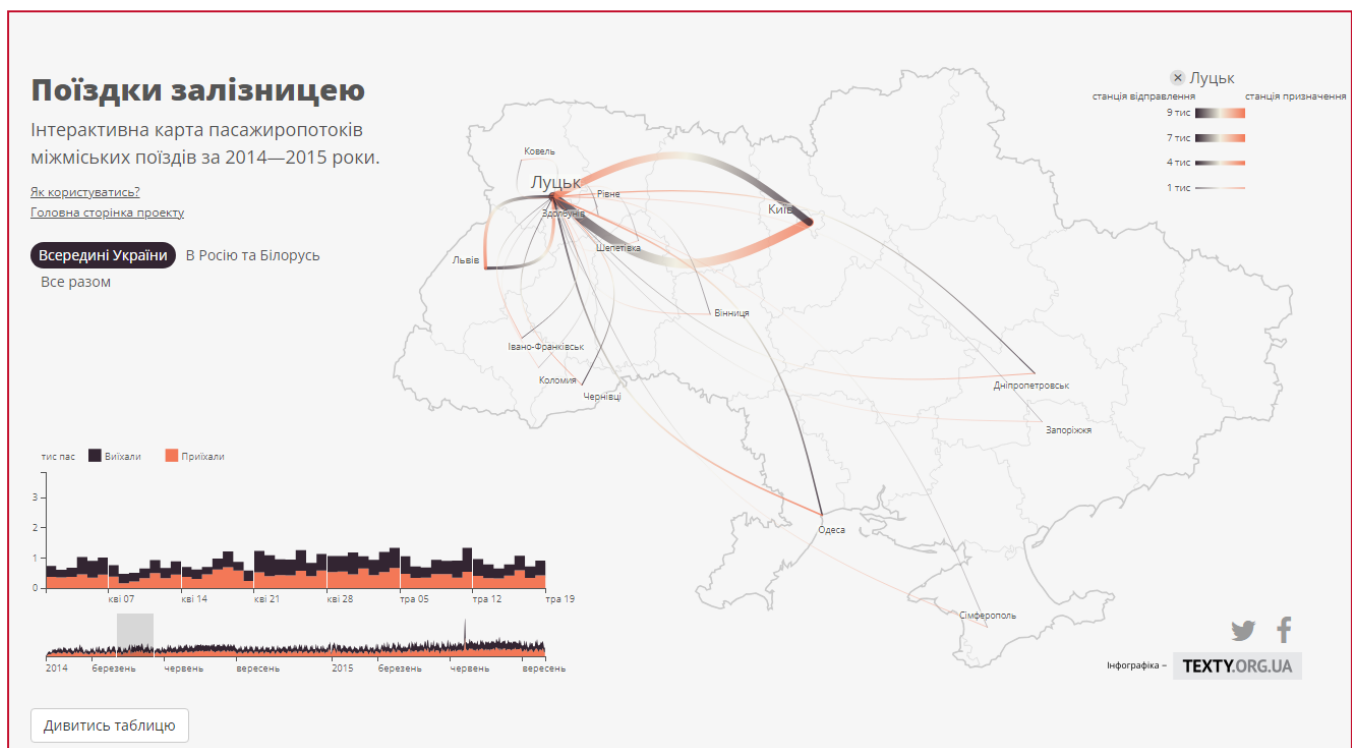 Поїздки залізницею
Інтерактивна карта пасажиропотоків
міжміських поїздів за 2014—2015 роки.
Як користуватись?
Головна сторінка проекту
Всередині України В Росію та Білорусь
Все разом
Луцьк
станція відправлення станція призначення
9 тис
7 тис
4 тис
1 тис
Ковель
Луцьк
Рівне
Здолбунів
Київ
Шепетівка
Львів
Вінниця
Івано-Франківськ
Коломия
Чернівці
Дніпропетровськ
Запоріжжя
Одеса
Сімферополь
тис пас Виїхали Приїхали
3
2
1
0
кві 07 кві 14 кві 21 кві 28 тра 05 тра 12 тра 19
2014 березень червень вересень 2015 березень червень вересень
Інфографіка – TEXTY.ORG.UA
Дивитись таблицю